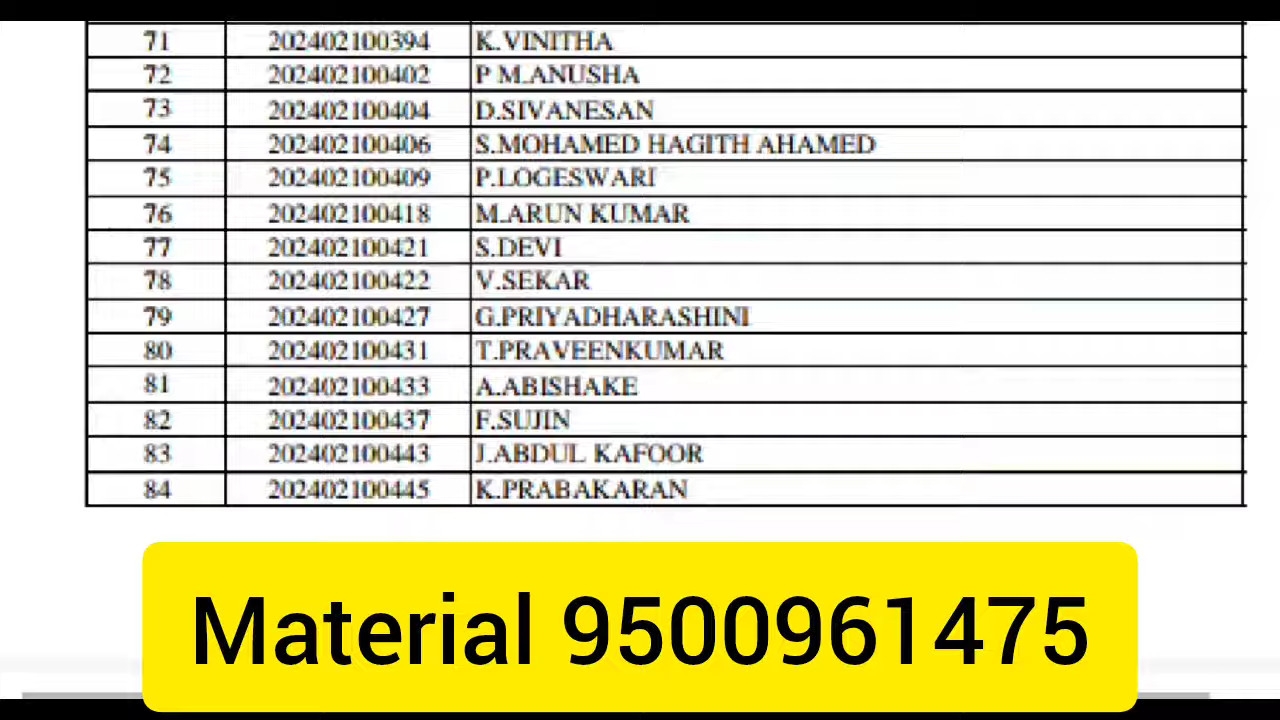 71 202402100394 K.VINITHA
72 202402100402 P M.ANUSHA
73 202402100404 D.SIVANESAN
74 202402100406 S.MOHAMED HAGITH AHAMED
75 202402100409 P.LOGESWARI
76 202402100418 M.ARUN KUMAR
77 202402100421 S.DEVI
78 202402100422 V.SEKAR
79 202402100427 G.PRIYADHARASHINI
80 202402100431 T.PRAVEENKUMAR
81 202402100433 A.ABISHAKE
82 202402100437 F.SUJIN
83 202402100443 J.ABDUL KAFOOR
84 202402100445 K.PRABAKARAN
Material 9500961475